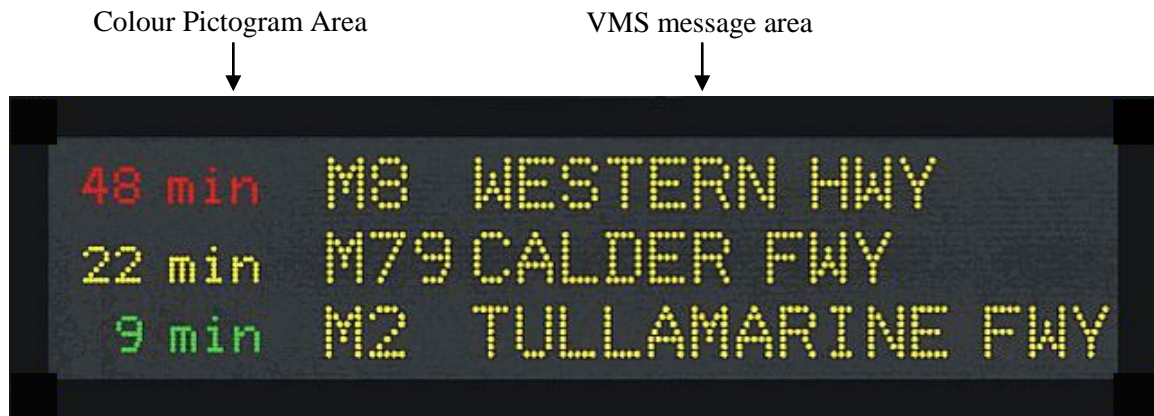 Colour Pictogram Area VMS message area
48 min M8 WESTERN HWY
22 min M79 CALDER FWY
9 min M2 TULLAMARINE FWY